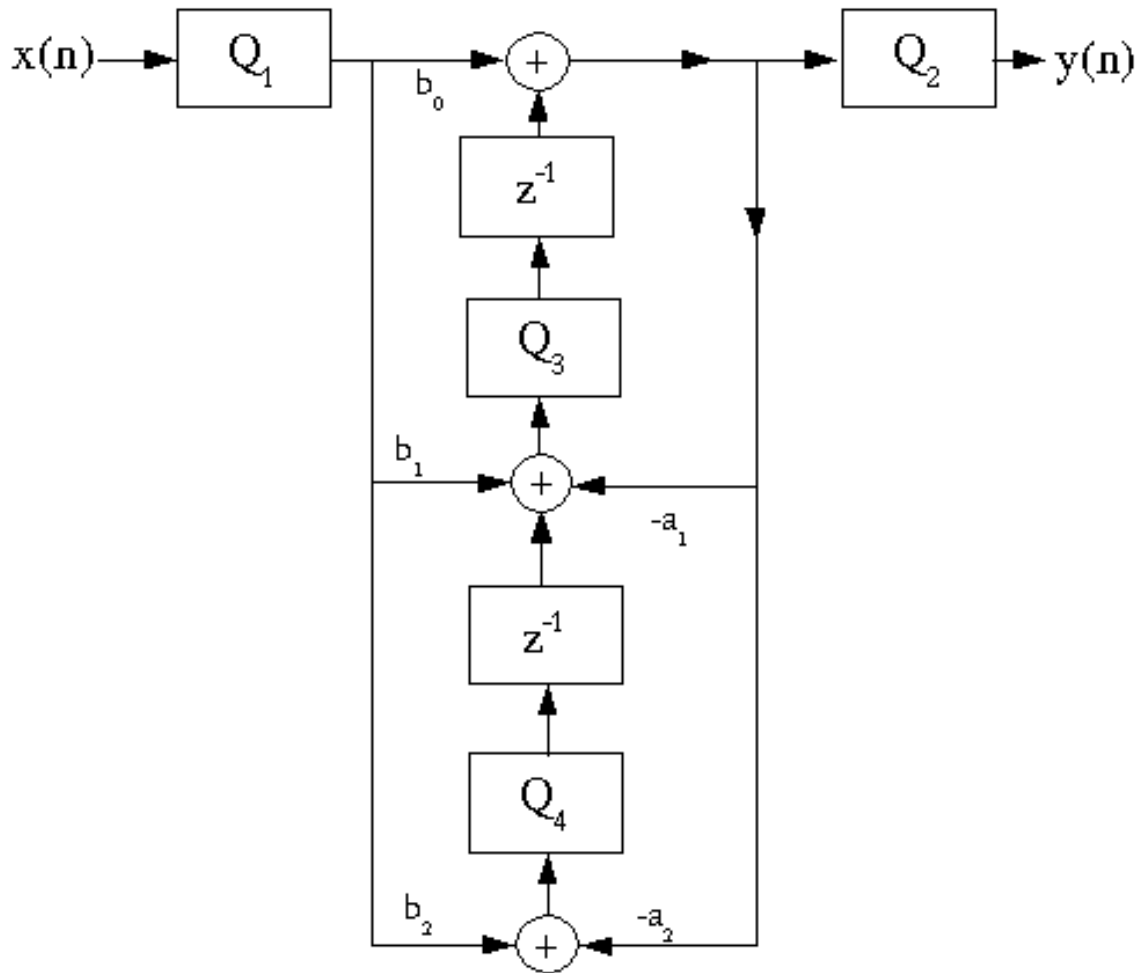 x(n) Q₁ + Q₂ y(n)
b₀
z⁻¹
Q₃
b₁ +
-a₁
z⁻¹
Q₄
b₂ + -a₂